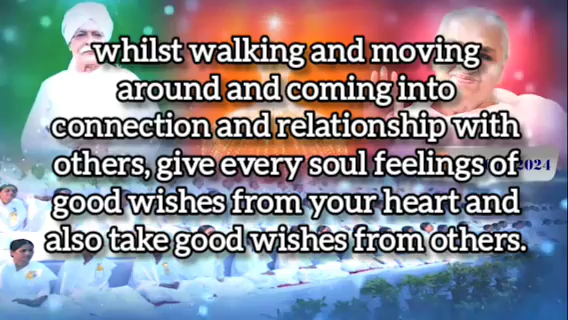 whilst walking and moving
around and coming into
connection and relationship with
others, give every soul feelings of
2024
good wishes from your heart and
also take good wishes from others.